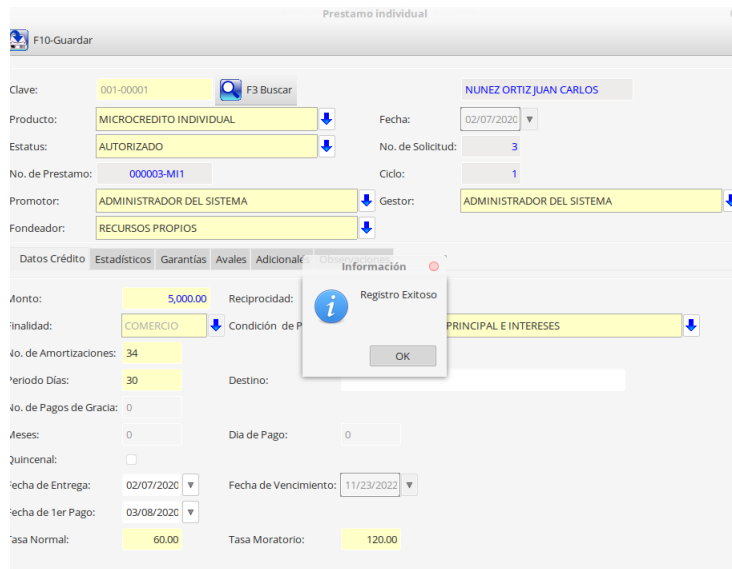 Prestamo individual
F10-Guardar
Clave: 001-00001 F3 Buscar NUNEZ ORTIZ JUAN CARLOS
Producto: MICROCREDITO INDIVIDUAL Fecha: 02/07/2020
Estatus: AUTORIZADO No. de Solicitud: 3
No. de Prestamo: 000003-MI1 Ciclo: 1
Promotor: ADMINISTRADOR DEL SISTEMA Gestor: ADMINISTRADOR DEL SISTEMA
Fondeador: RECURSOS PROPIOS
Datos Crédito Estadísticos Garantías Avales Adicionales Observaciones
Información
Monto: 5,000.00 Reciprocidad: Registro Exitoso
Finalidad: COMERCIO Condición de P PRINCIPAL E INTERESES
No. de Amortizaciones: 34 OK
Periodo Días: 30 Destino:
No. de Pagos de Gracia: 0
Meses: 0 Dia de Pago: 0
Quincenal:
Fecha de Entrega: 02/07/2020 Fecha de Vencimiento: 11/23/2022
Fecha de 1er Pago: 03/08/2020
Tasa Normal: 60.00 Tasa Moratorio: 120.00